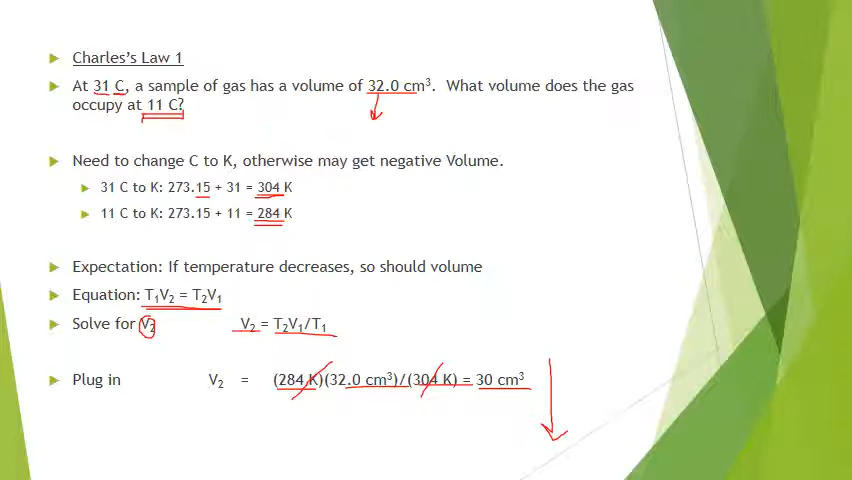 Charles's Law 1
At 31 C, a sample of gas has a volume of 32.0 cm³. What volume does the gas
occupy at 11 C?
Need to change C to K, otherwise may get negative Volume.
31 C to K: 273.15 + 31 = 304 K
11 C to K: 273.15 + 11 = 284 K
Expectation: If temperature decreases, so should volume
Equation: T₁V₂ = T₂V₁
Solve for V₂ V₂ = T₂V₁/T₁
Plug in V₂ = (284 K)(32.0 cm³)/(304 K) = 30 cm³